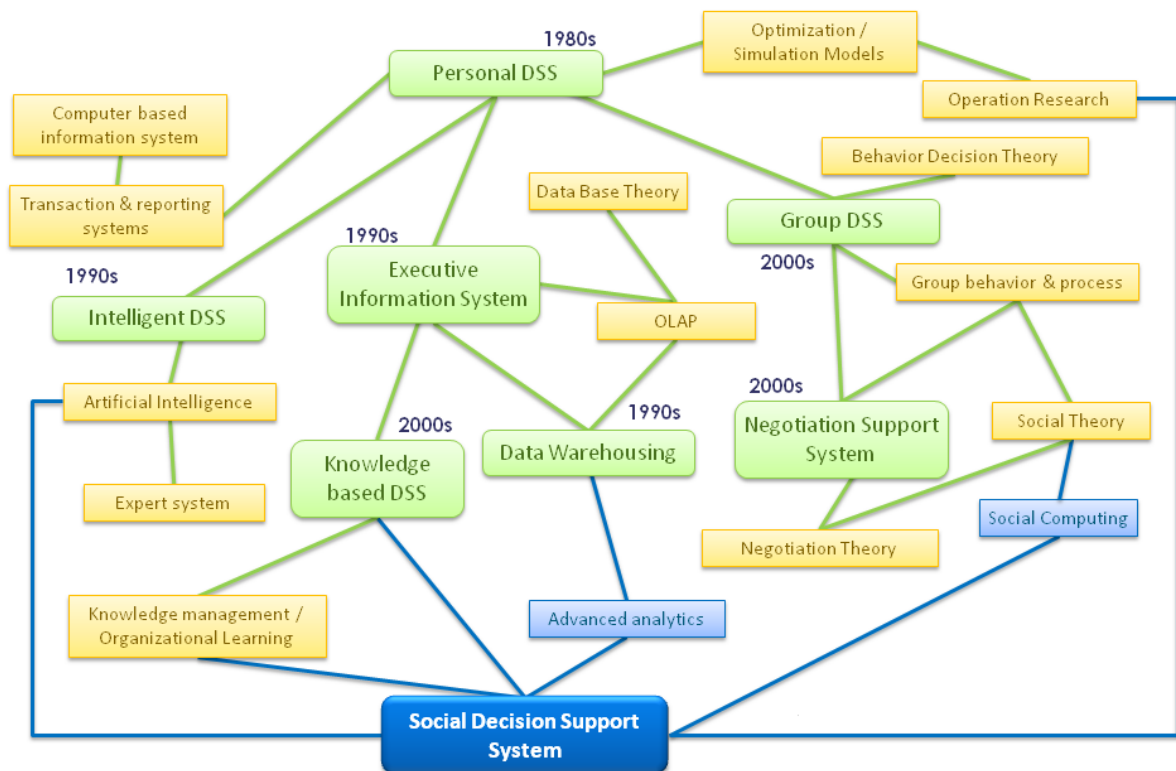 1980s
Personal DSS
Optimization /
Simulation Models
Operation Research
Computer based
information system
Transaction & reporting
systems
Behavior Decision Theory
Data Base Theory
Group DSS
2000s
1990s
Executive
Information System
Group behavior & process
1990s
Intelligent DSS
OLAP
Artificial Intelligence
2000s
Knowledge
based DSS
1990s
Data Warehousing
2000s
Negotiation Support
System
Social Theory
Expert system
Social Computing
Negotiation Theory
Knowledge management /
Organizational Learning
Advanced analytics
Social Decision Support
System